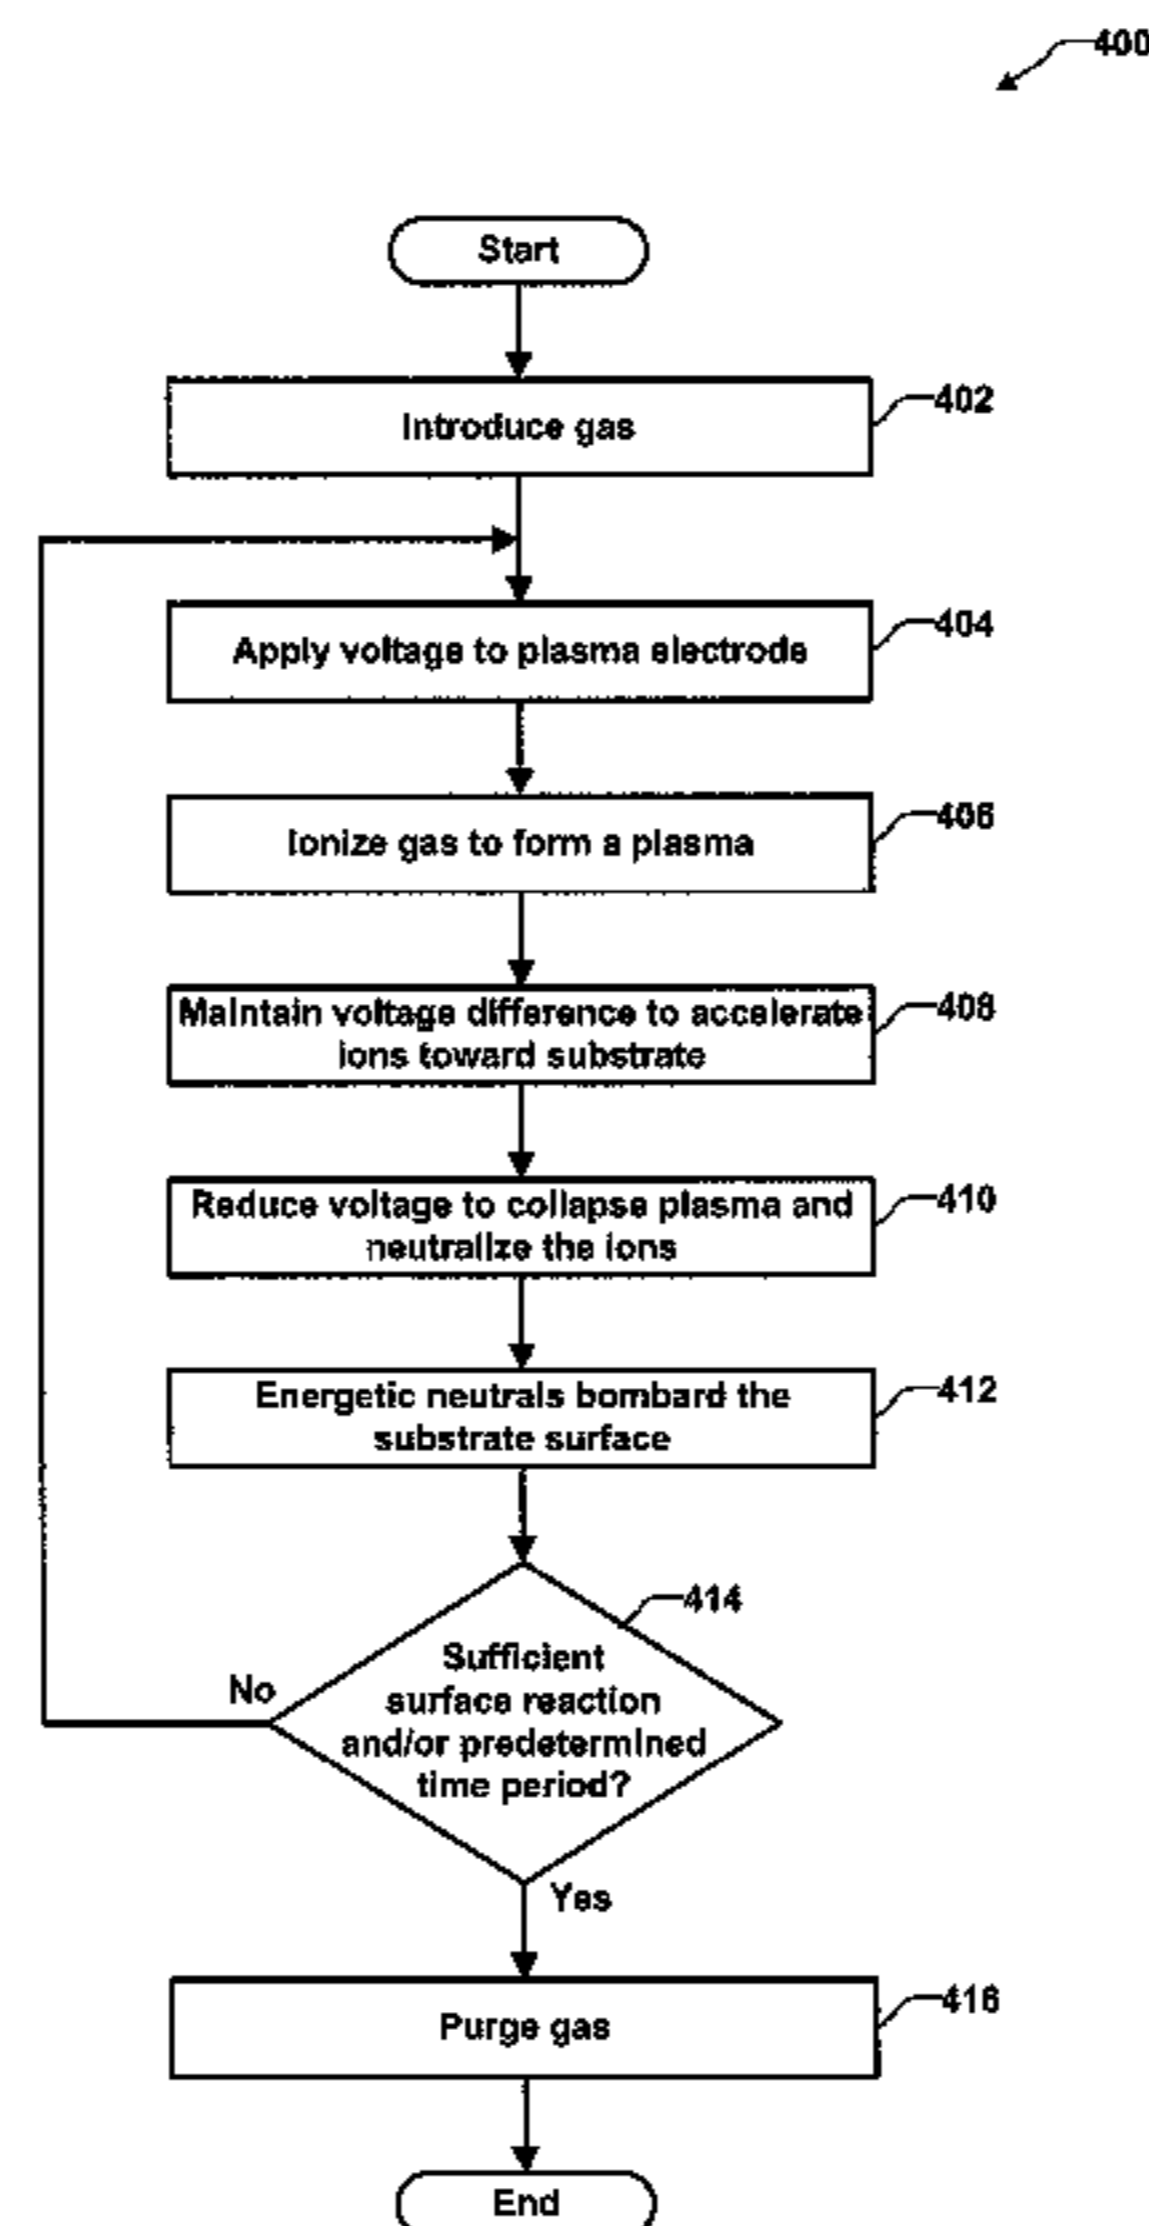 400
Start
Introduce gas
402
Apply voltage to plasma electrode
404
Ionize gas to form a plasma
406
Maintain voltage difference to accelerate
ions toward substrate
408
Reduce voltage to collapse plasma and
neutralize the ions
410
Energetic neutrals bombard the
substrate surface
412
414
Sufficient
surface reaction
and/or predetermined
time period?
No
Yes
Purge gas
416
End